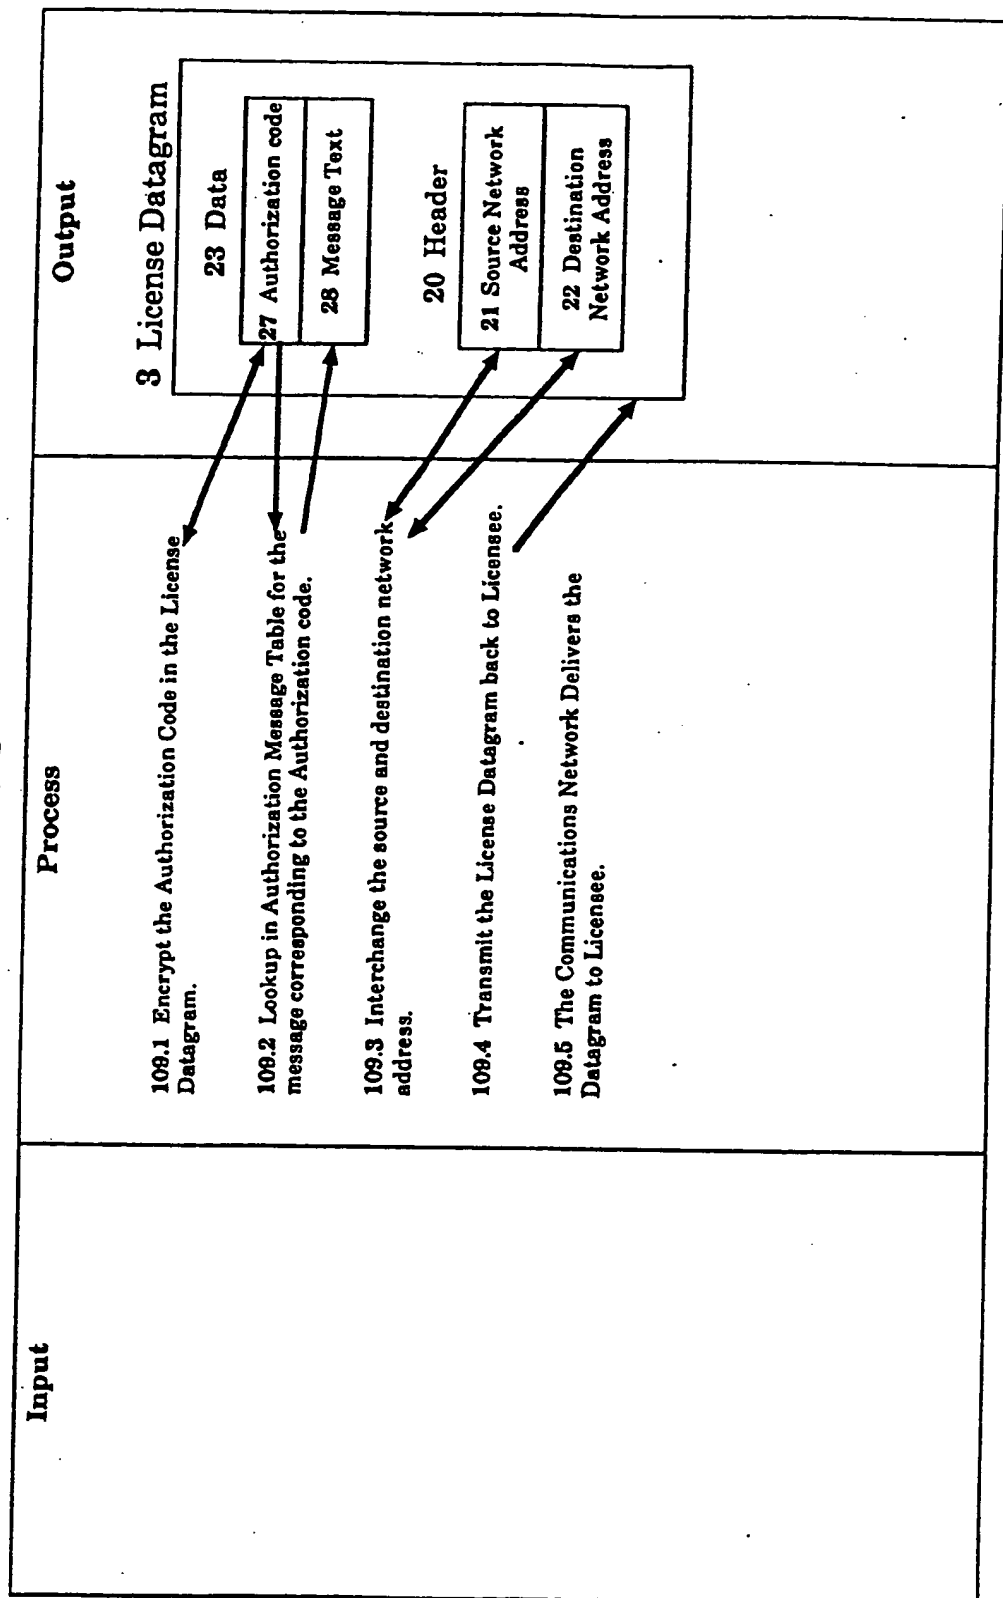 Input
Process
Output
109.1 Encrypt the Authorization Code in the License
Datagram.
109.2 Lookup in Authorization Message Table for the
message corresponding to the Authorization code.
109.3 Interchange the source and destination network
address.
109.4 Transmit the License Datagram back to Licensee.
109.5 The Communications Network Delivers the
Datagram to Licensee.
3 License Datagram
23 Data
27 Authorization code
28 Message Text
20 Header
21 Source Network
Address
22 Destination
Network Address